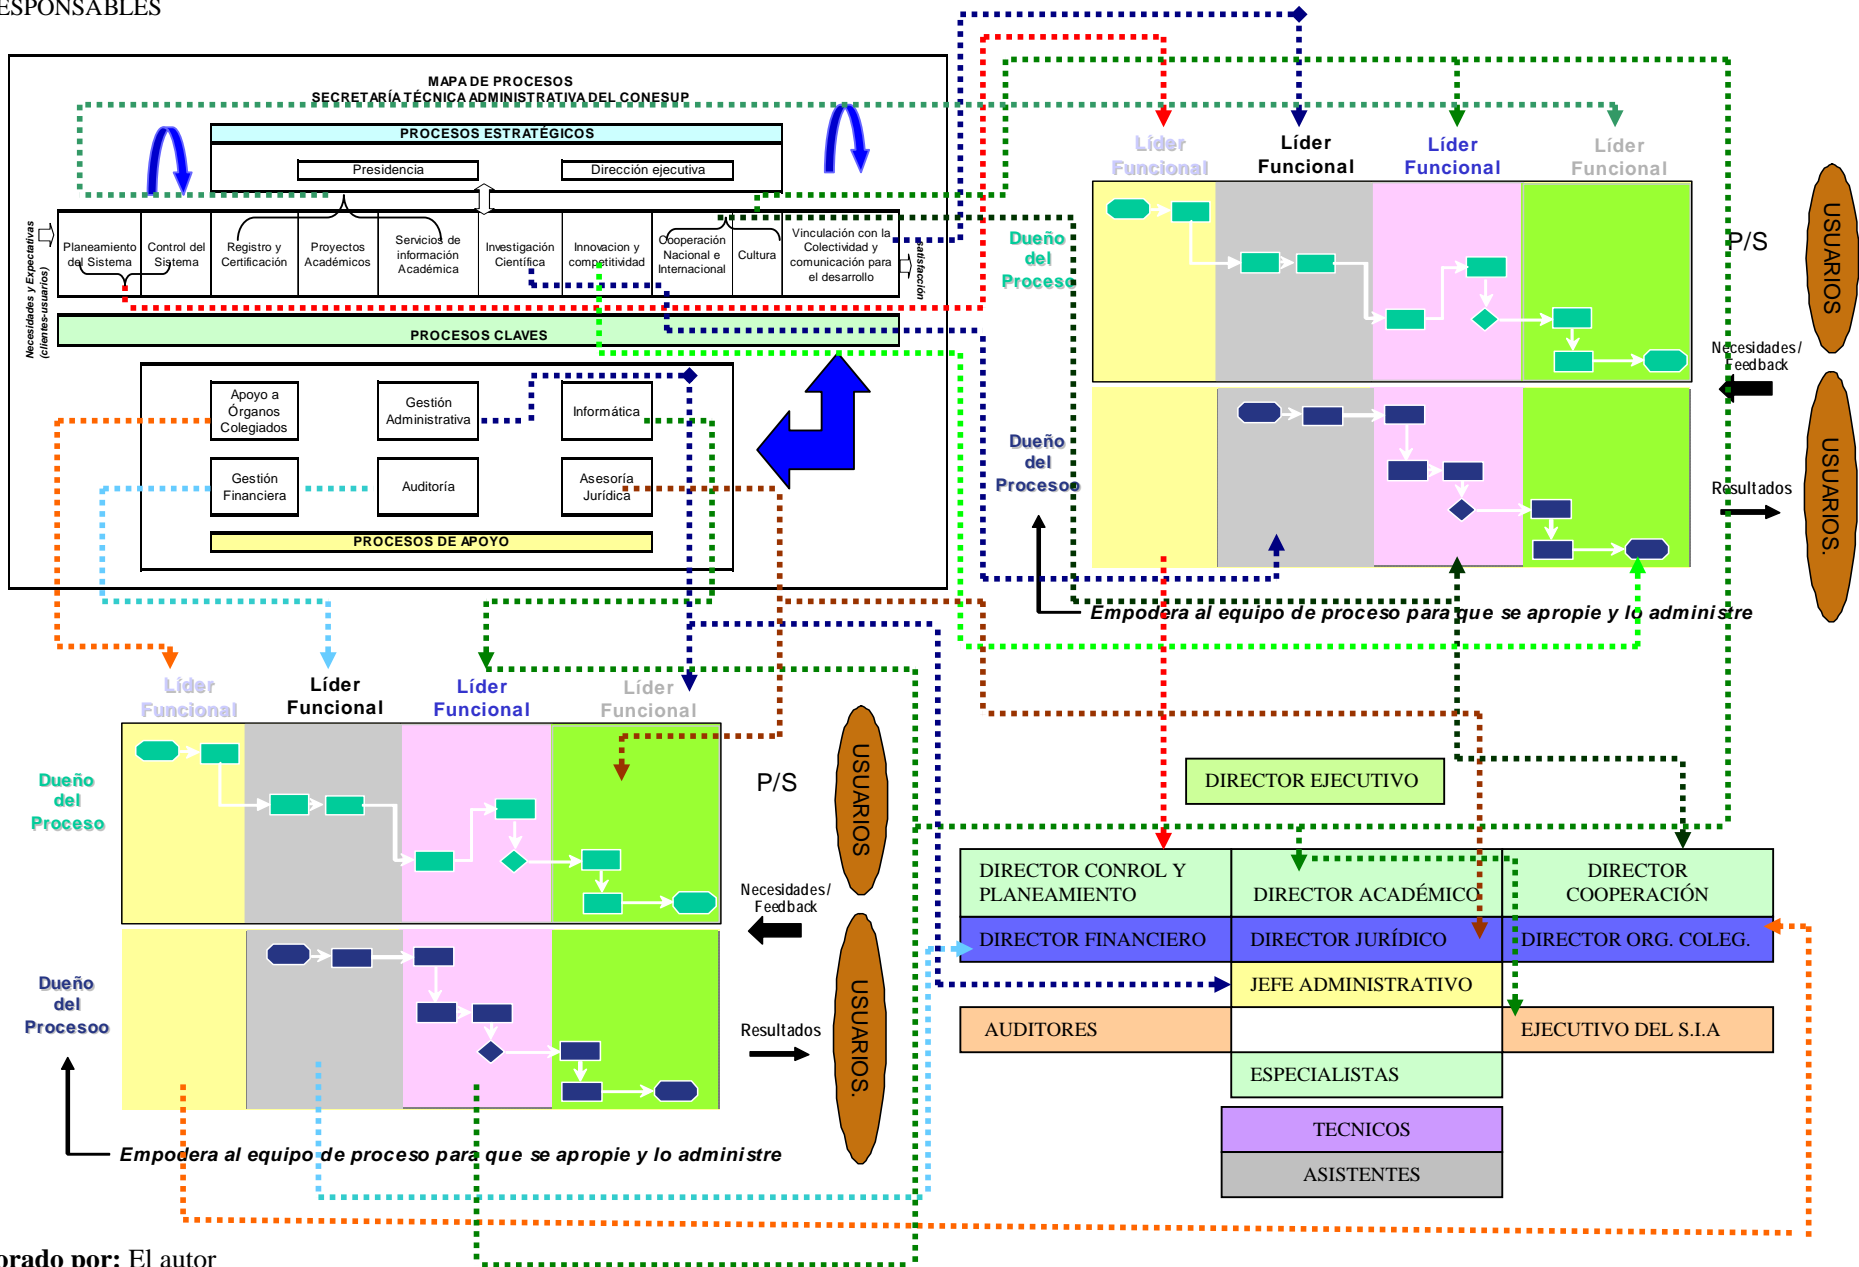 ESPONSABLES
MAPA DE PROCESOS
SECRETARÍA TÉCNICA ADMINISTRATIVA DEL CONESUP
PROCESOS ESTRATÉGICOS
Presidencia
Dirección ejecutiva
Necesidades y Expectativas
(clientes-usuarios)
Planeamiento
del Sistema
Control del
Sistema
Registro y
Certificación
Proyectos
Académicos
Servicios de
información
Académica
Investigación
Científica
Innovacion y
competitividad
Cooperación
Nacional e
Internacional
Cultura
Vinculación con la
Colectividad y
comunicación para
el desarrollo
satisfacción
PROCESOS CLAVES
Apoyo a
Órganos
Colegiados
Gestión
Administrativa
Informática
Gestión
Financiera
Auditoría
Asesoría
Jurídica
PROCESOS DE APOYO
Líder
Funcional
Líder
Funcional
Líder
Funcional
Líder
Funcional
Dueño
del
Proceso
Dueño
del
Procesoo
P/S
USUARIOS
Necesidades/
Feedback
USUARIOS.
Resultados
Empodera al equipo de proceso para que se apropie y lo administre
Líder
Funcional
Líder
Funcional
Líder
Funcional
Líder
Funcional
Dueño
del
Proceso
Dueño
del
Procesoo
P/S
USUARIOS
Necesidades/
Feedback
USUARIOS.
Resultados
Empodera al equipo de proceso para que se apropie y lo administre
DIRECTOR EJECUTIVO
DIRECTOR CONROL Y
PLANEAMIENTO
DIRECTOR ACADÉMICO
DIRECTOR
COOPERACIÓN
DIRECTOR FINANCIERO
DIRECTOR JURÍDICO
DIRECTOR ORG. COLEG.
JEFE ADMINISTRATIVO
AUDITORES
EJECUTIVO DEL S.I.A
ESPECIALISTAS
TECNICOS
ASISTENTES
orado por: El autor